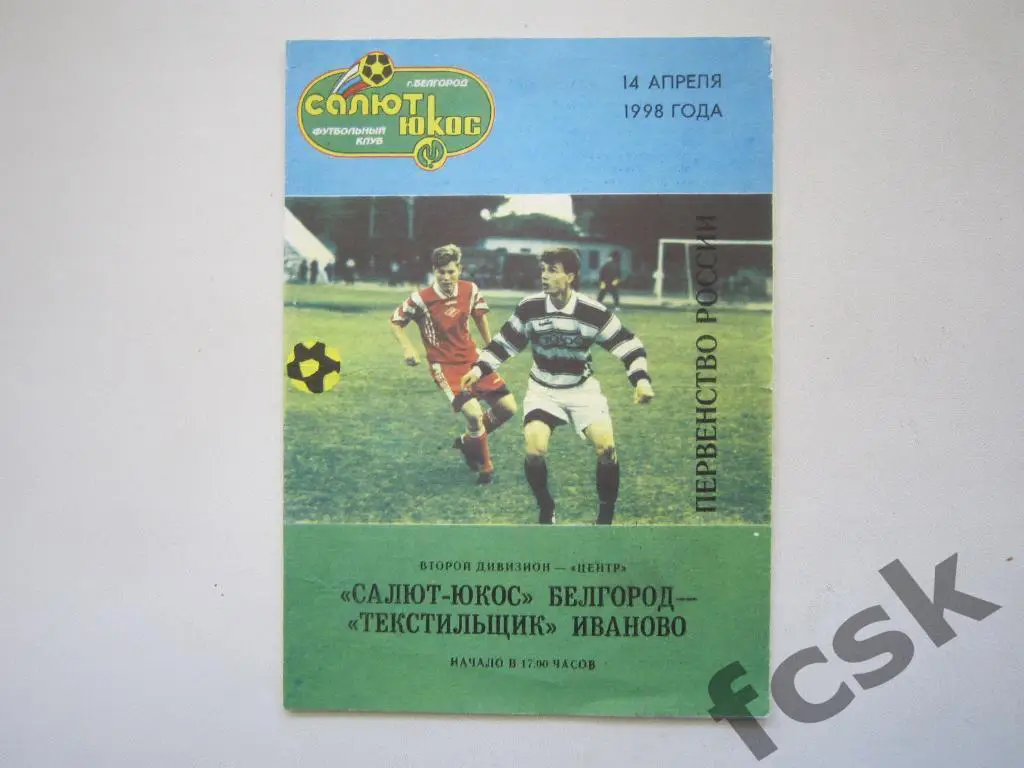 г. БЕЛГОРОД
САЛЮТ
ЮКОС
ФУТБОЛЬНЫЙ
КЛУБ
14 АПРЕЛЯ
1998 ГОДА
ПЕРВЕНСТВО РОССИИ
ВТОРОЙ ДИВИЗИОН — «ЦЕНТР»
«САЛЮТ-ЮКОС» БЕЛГОРОД—
«ТЕКСТИЛЬЩИК» ИВАНОВО
НАЧАЛО В 17.00 ЧАСОВ
fcsk